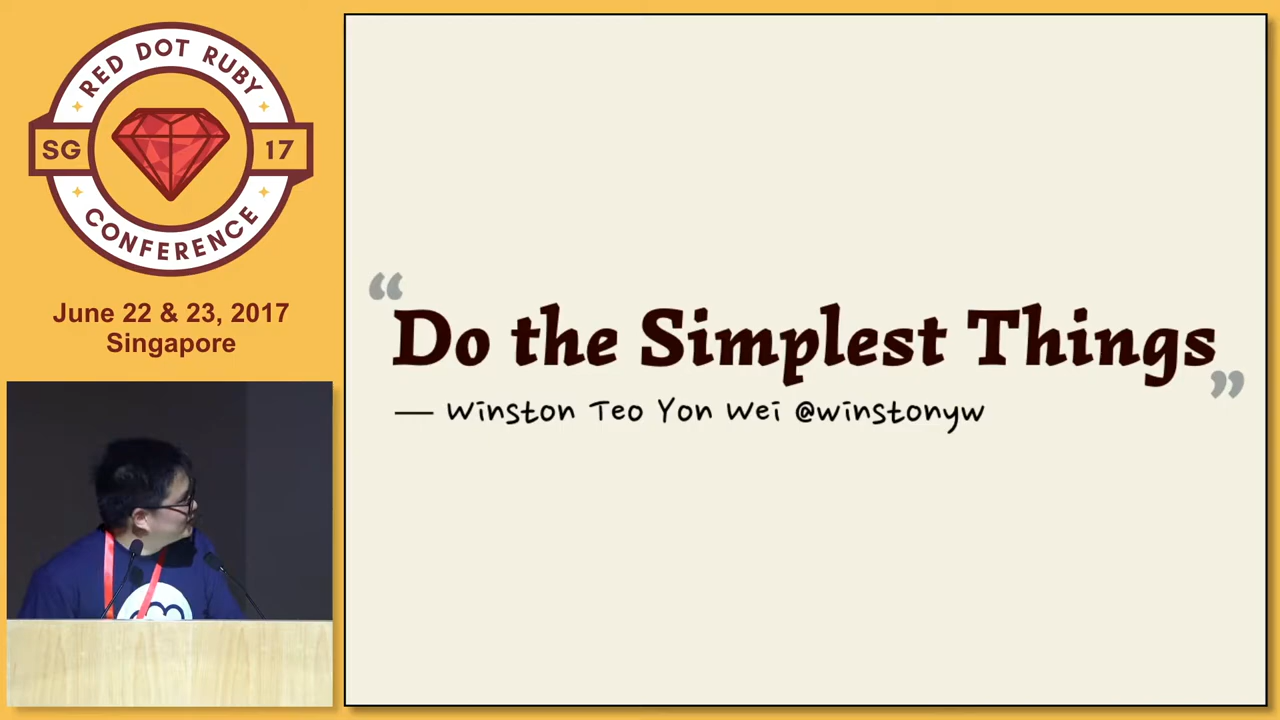 RED DOT RUBY
SG 17
CONFERENCE
June 22 & 23, 2017
Singapore
“Do the Simplest Things”
— Winston Teo Yon Wei @winstonyw